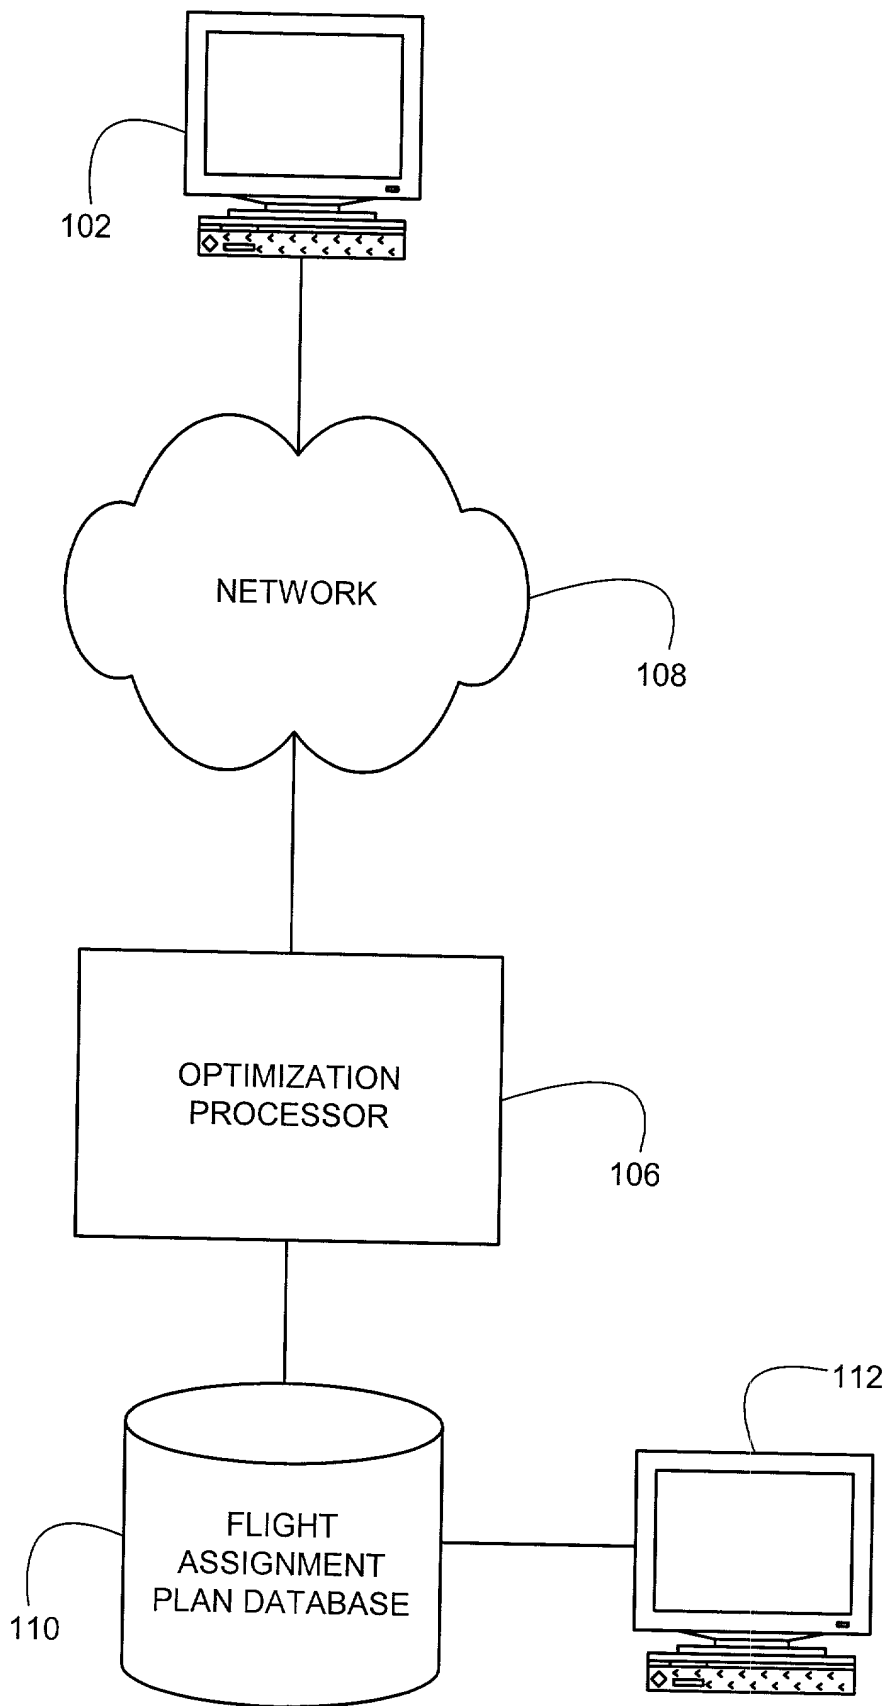 102
NETWORK
108
OPTIMIZATION
PROCESSOR
106
112
FLIGHT
ASSIGNMENT
PLAN DATABASE
110